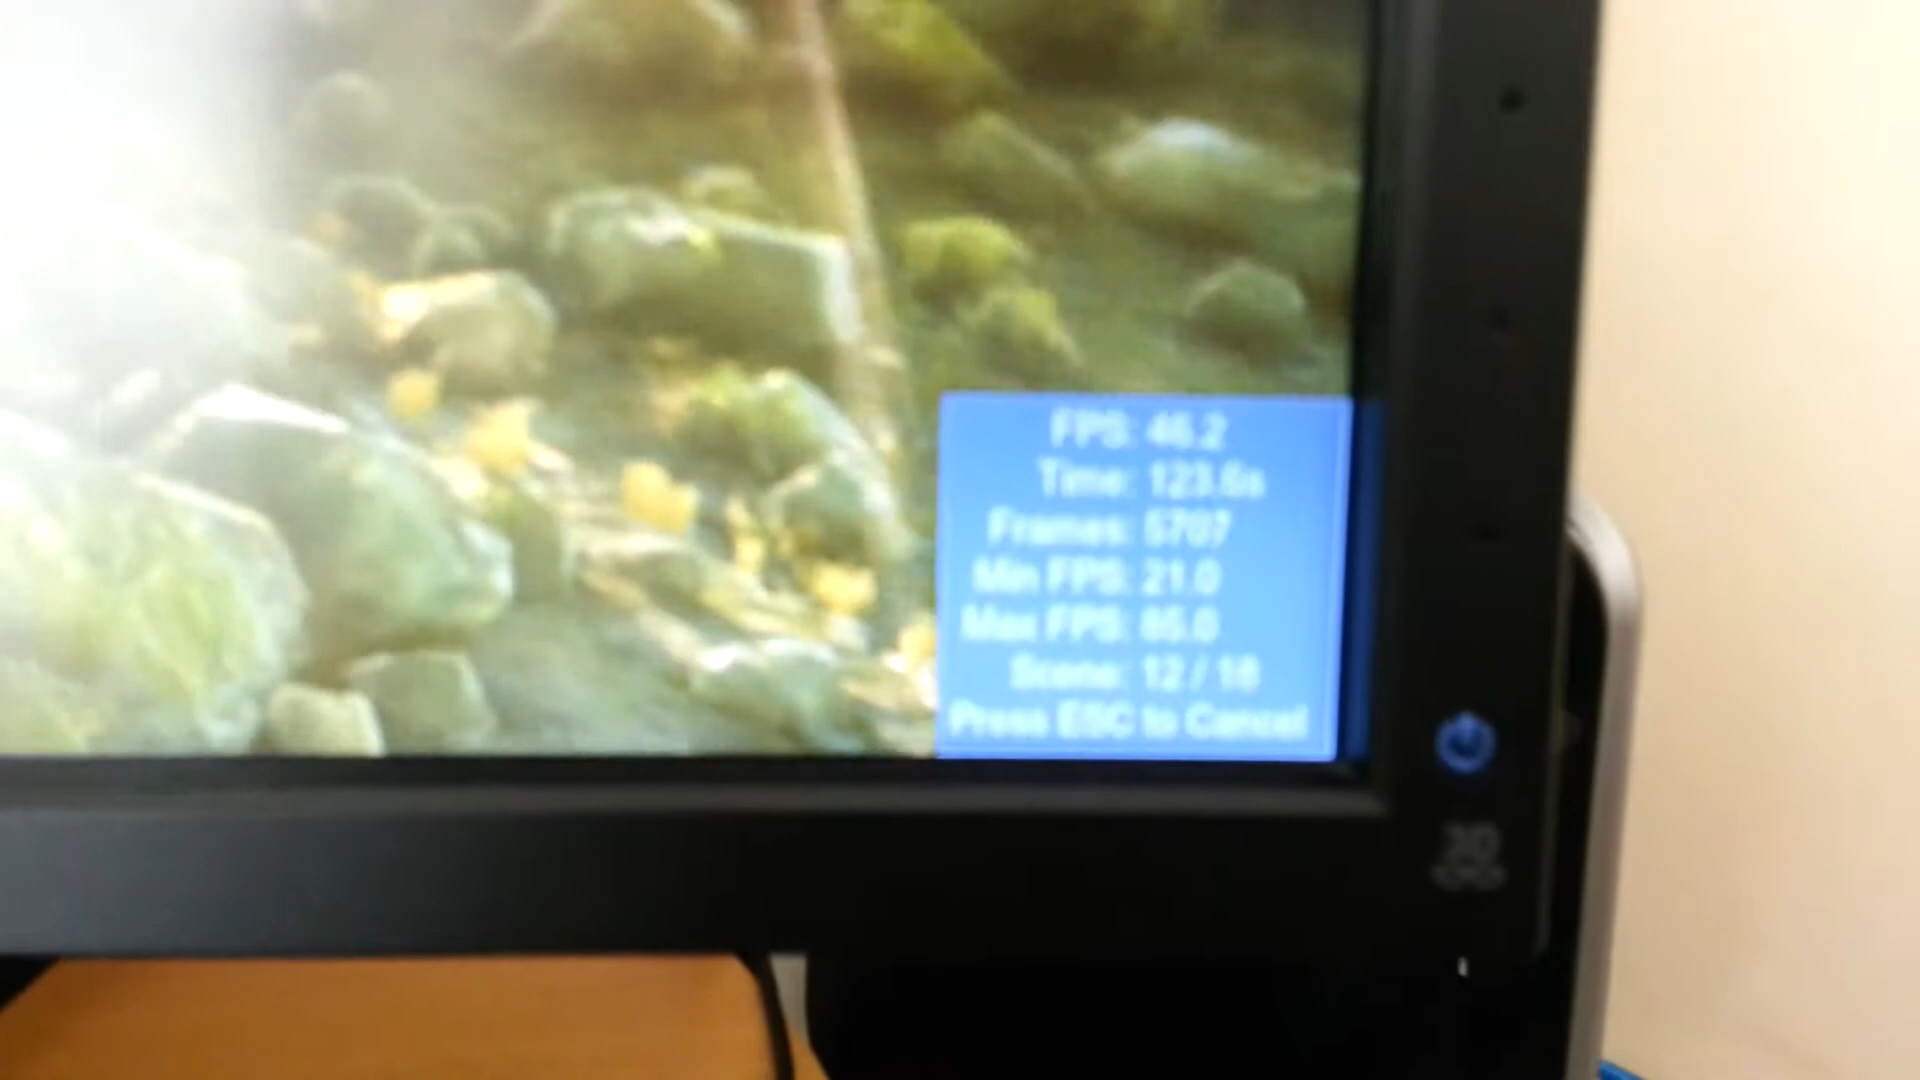 FPS: 46.2
Time: 123.6s
Frames: 5707
Min FPS: 21.0
Max FPS: 85.0
Scene: 12 / 18
Press ESC to Cancel